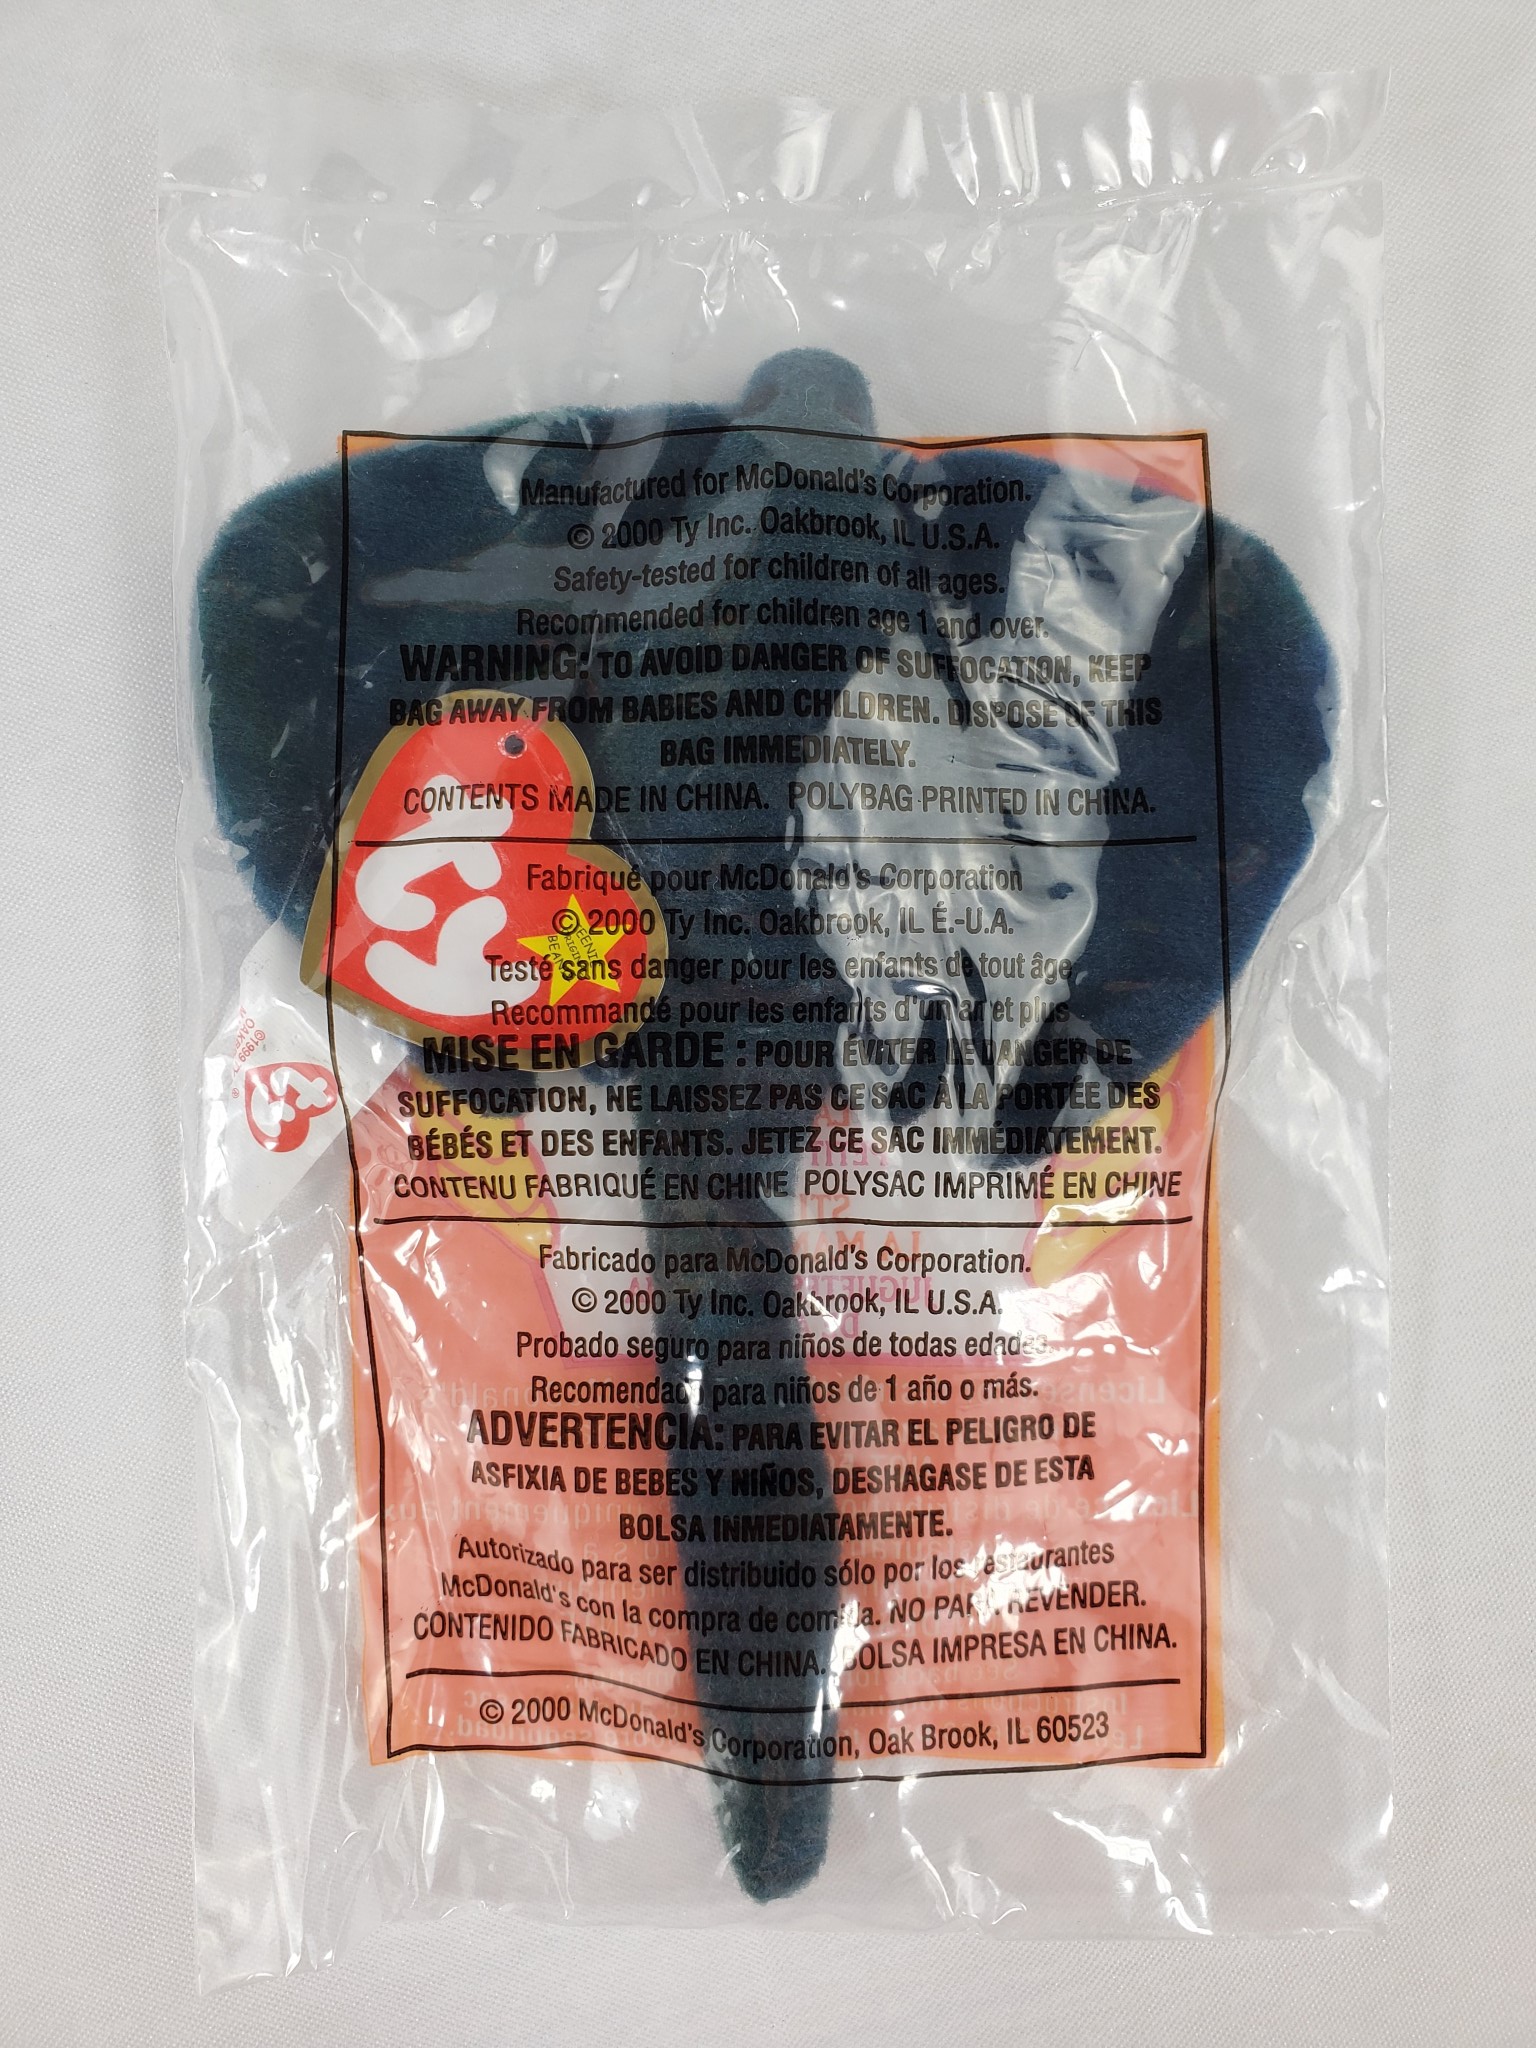 Manufactured for McDonald's Corporation.
© 2000 Ty Inc. Oakbrook, IL U.S.A.
Safety-tested for children of all ages.
Recommended for children age 1 and over.
WARNING: TO AVOID DANGER OF SUFFOCATION, KEEP
BAG AWAY FROM BABIES AND CHILDREN. DISPOSE OF THIS
BAG IMMEDIATELY.
CONTENTS MADE IN CHINA. POLYBAG PRINTED IN CHINA.
ty
Fabriqué pour McDonald's Corporation
© 2000 Ty Inc. Oakbrook, IL É.-U.A.
Testé sans danger pour les enfants de tout âge
Recommandé pour les enfants d'un an et plus
MISE EN GARDE : POUR ÉVITER LE DANGER DE
SUFFOCATION, NE LAISSEZ PAS CE SAC À LA PORTÉE DES
BÉBÉS ET DES ENFANTS. JETEZ CE SAC IMMÉDIATEMENT.
CONTENU FABRIQUÉ EN CHINE POLYSAC IMPRIMÉ EN CHINE
ty
Fabricado para McDonald's Corporation.
© 2000 Ty Inc. Oakbrook, IL U.S.A.
Probado seguro para niños de todas edades.
Recomendado para niños de 1 año o más.
ADVERTENCIA: PARA EVITAR EL PELIGRO DE
ASFIXIA DE BEBES Y NIÑOS, DESHAGASE DE ESTA
BOLSA INMEDIATAMENTE.
Autorizado para ser distribuido sólo por los restaurantes
McDonald's con la compra de comida. NO PARA REVENDER.
CONTENIDO FABRICADO EN CHINA. BOLSA IMPRESA EN CHINA.
© 2000 McDonald's Corporation, Oak Brook, IL 60523